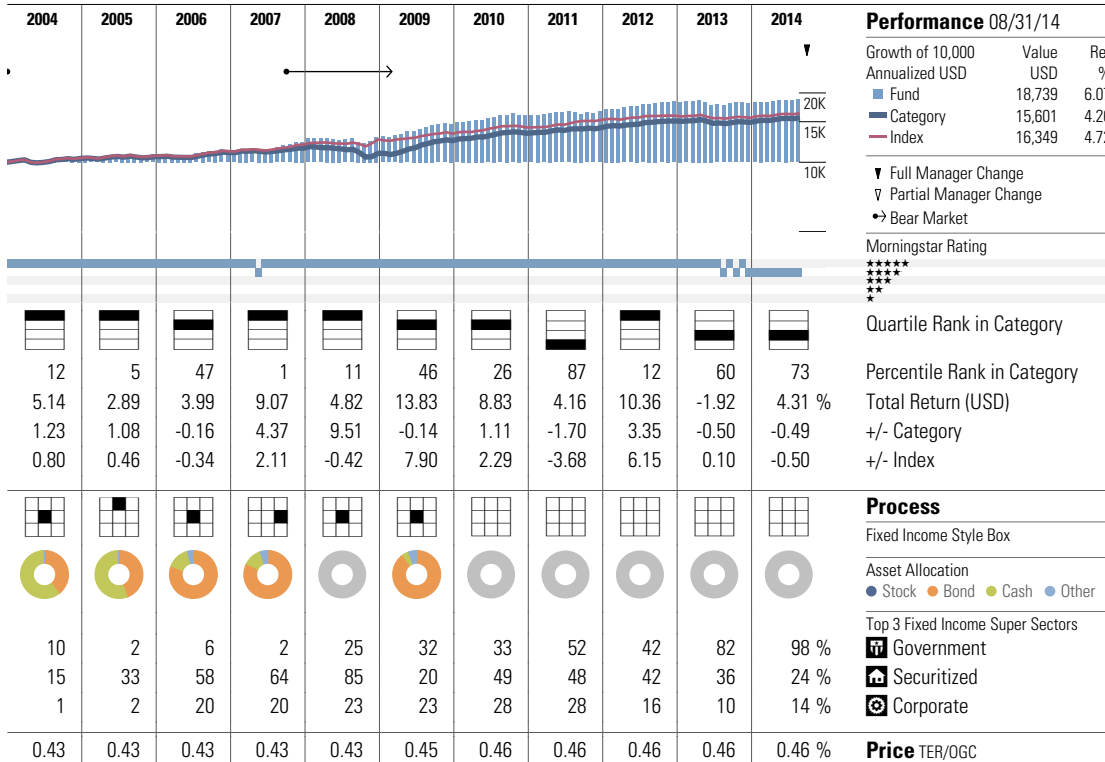 2004 2005 2006 2007 2008 2009 2010 2011 2012 2013 2014 Performance 08/31/14
Growth of 10,000 Value
Annualized USD USD %
Fund 18,739
Category 15,601
Index 16,349
20K
15K
10K
Full Manager Change
Partial Manager Change
Bear Market
Morningstar Rating
★★★★★
★★★★
★★★
★★
★
Quartile Rank in Category
12 5 47 1 11 46 26 87 12 60 73 Percentile Rank in Category
5.14 2.89 3.99 9.07 4.82 13.83 8.83 4.16 10.36 -1.92 4.31 % Total Return (USD)
1.23 1.08 -0.16 4.37 9.51 -0.14 1.11 -1.70 3.35 -0.50 -0.49 +/- Category
0.80 0.46 -0.34 2.11 -0.42 7.90 2.29 -3.68 6.15 0.10 -0.50 +/- Index
Process
Fixed Income Style Box
Asset Allocation
Stock Bond Cash Other
Top 3 Fixed Income Super Sectors
10 2 6 2 25 32 33 52 42 82 98 % Government
15 33 58 64 85 20 49 48 42 36 24 % Securitized
1 2 20 20 23 23 28 28 16 10 14 % Corporate
0.43 0.43 0.43 0.43 0.43 0.45 0.46 0.46 0.46 0.46 0.46 % Price TER/OGC